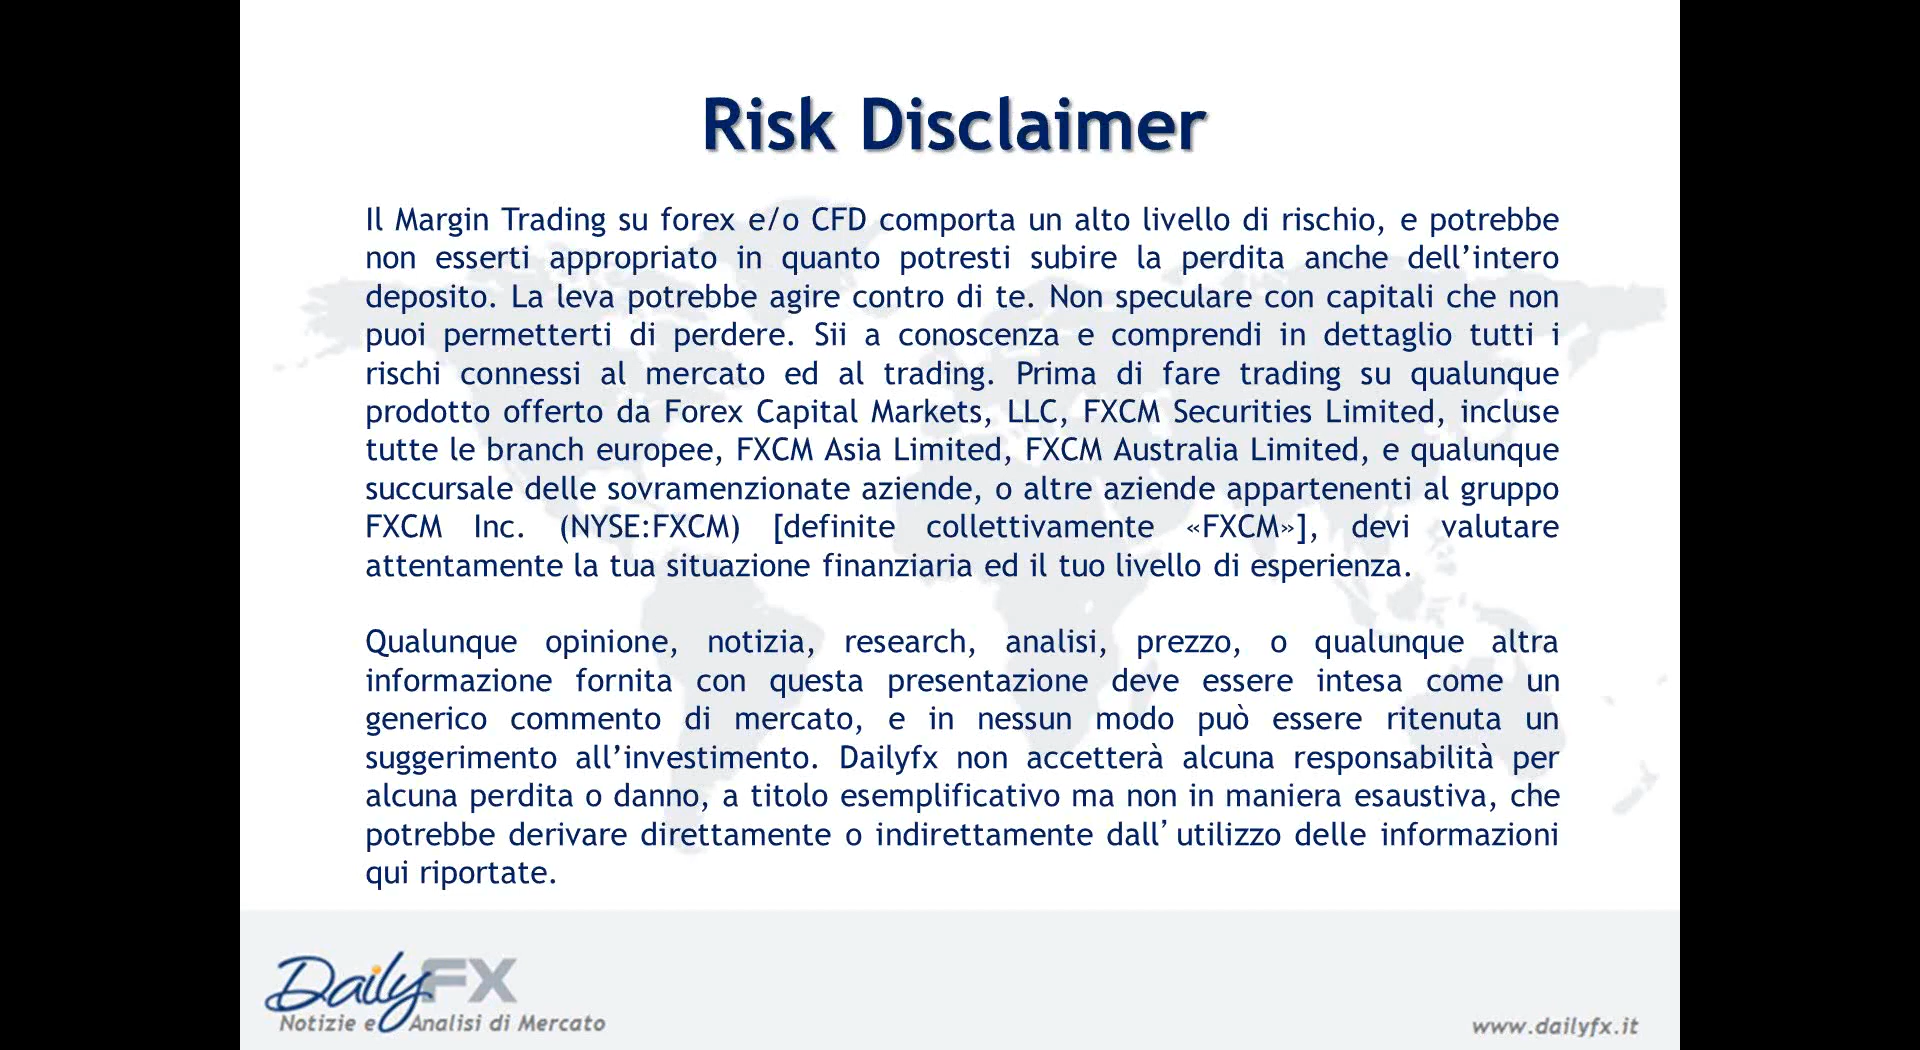 Risk Disclaimer
Il Margin Trading su forex e/o CFD comporta un alto livello di rischio, e potrebbe
non esserti appropriato in quanto potresti subire la perdita anche dell’intero
deposito. La leva potrebbe agire contro di te. Non speculare con capitali che non
puoi permetterti di perdere. Sii a conoscenza e comprendi in dettaglio tutti i
rischi connessi al mercato ed al trading. Prima di fare trading su qualunque
prodotto offerto da Forex Capital Markets, LLC, FXCM Securities Limited, incluse
tutte le branch europee, FXCM Asia Limited, FXCM Australia Limited, e qualunque
succursale delle sovramenzionate aziende, o altre aziende appartenenti al gruppo
FXCM Inc. (NYSE:FXCM) [definite collettivamente «FXCM»], devi valutare
attentamente la tua situazione finanziaria ed il tuo livello di esperienza.
Qualunque opinione, notizia, research, analisi, prezzo, o qualunque altra
informazione fornita con questa presentazione deve essere intesa come un
generico commento di mercato, e in nessun modo può essere ritenuta un
suggerimento all’investimento. Dailyfx non accetterà alcuna responsabilità per
alcuna perdita o danno, a titolo esemplificativo ma non in maniera esaustiva, che
potrebbe derivare direttamente o indirettamente dall’utilizzo delle informazioni
qui riportate.
DailyFX
Notizie e Analisi di Mercato
www.dailyfx.it